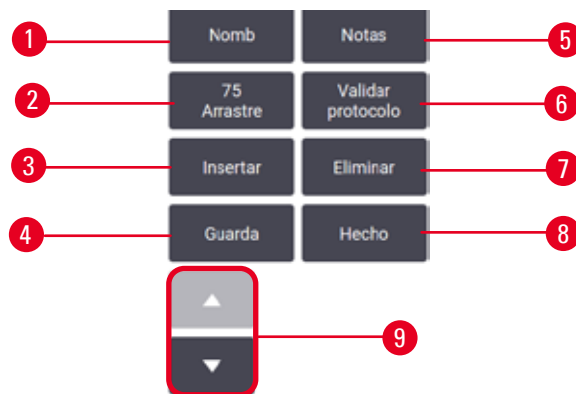 1 Nomb Notas 5
2 75 Arrastre Validar protocolo 6
3 Insertar Eliminar 7
4 Guarda Hecho 8
9